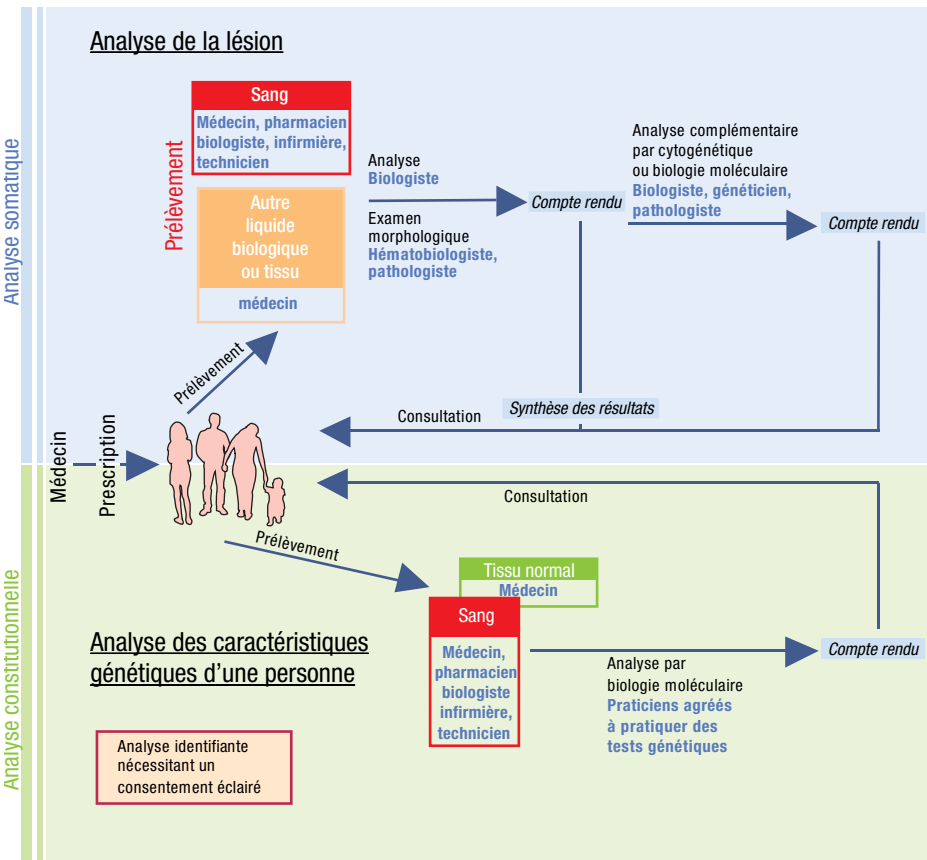 Analyse somatique
Analyse de la lésion
Prélèvement
Sang
Médecin, pharmacien
biologiste, infirmière,
technicien
Autre
liquide
biologique
ou tissu
médecin
Analyse
Biologiste
Examen
morphologique
Hématobiologiste,
pathologiste
Compte rendu
Analyse complémentaire
par cytogénétique
ou biologie moléculaire
Biologiste, généticien,
pathologiste
Compte rendu
Prélèvement
Synthèse des résultats
Consultation
Médecin
Prescription
Consultation
Prélèvement
Analyse constitutionnelle
Analyse des caractéristiques
génétiques d'une personne
Tissu normal
Médecin
Sang
Médecin,
pharmacien
biologiste
infirmière,
technicien
Analyse par
biologie moléculaire
Praticiens agréés
à pratiquer des
tests génétiques
Compte rendu
Analyse identifiante
nécessitant un
consentement éclairé